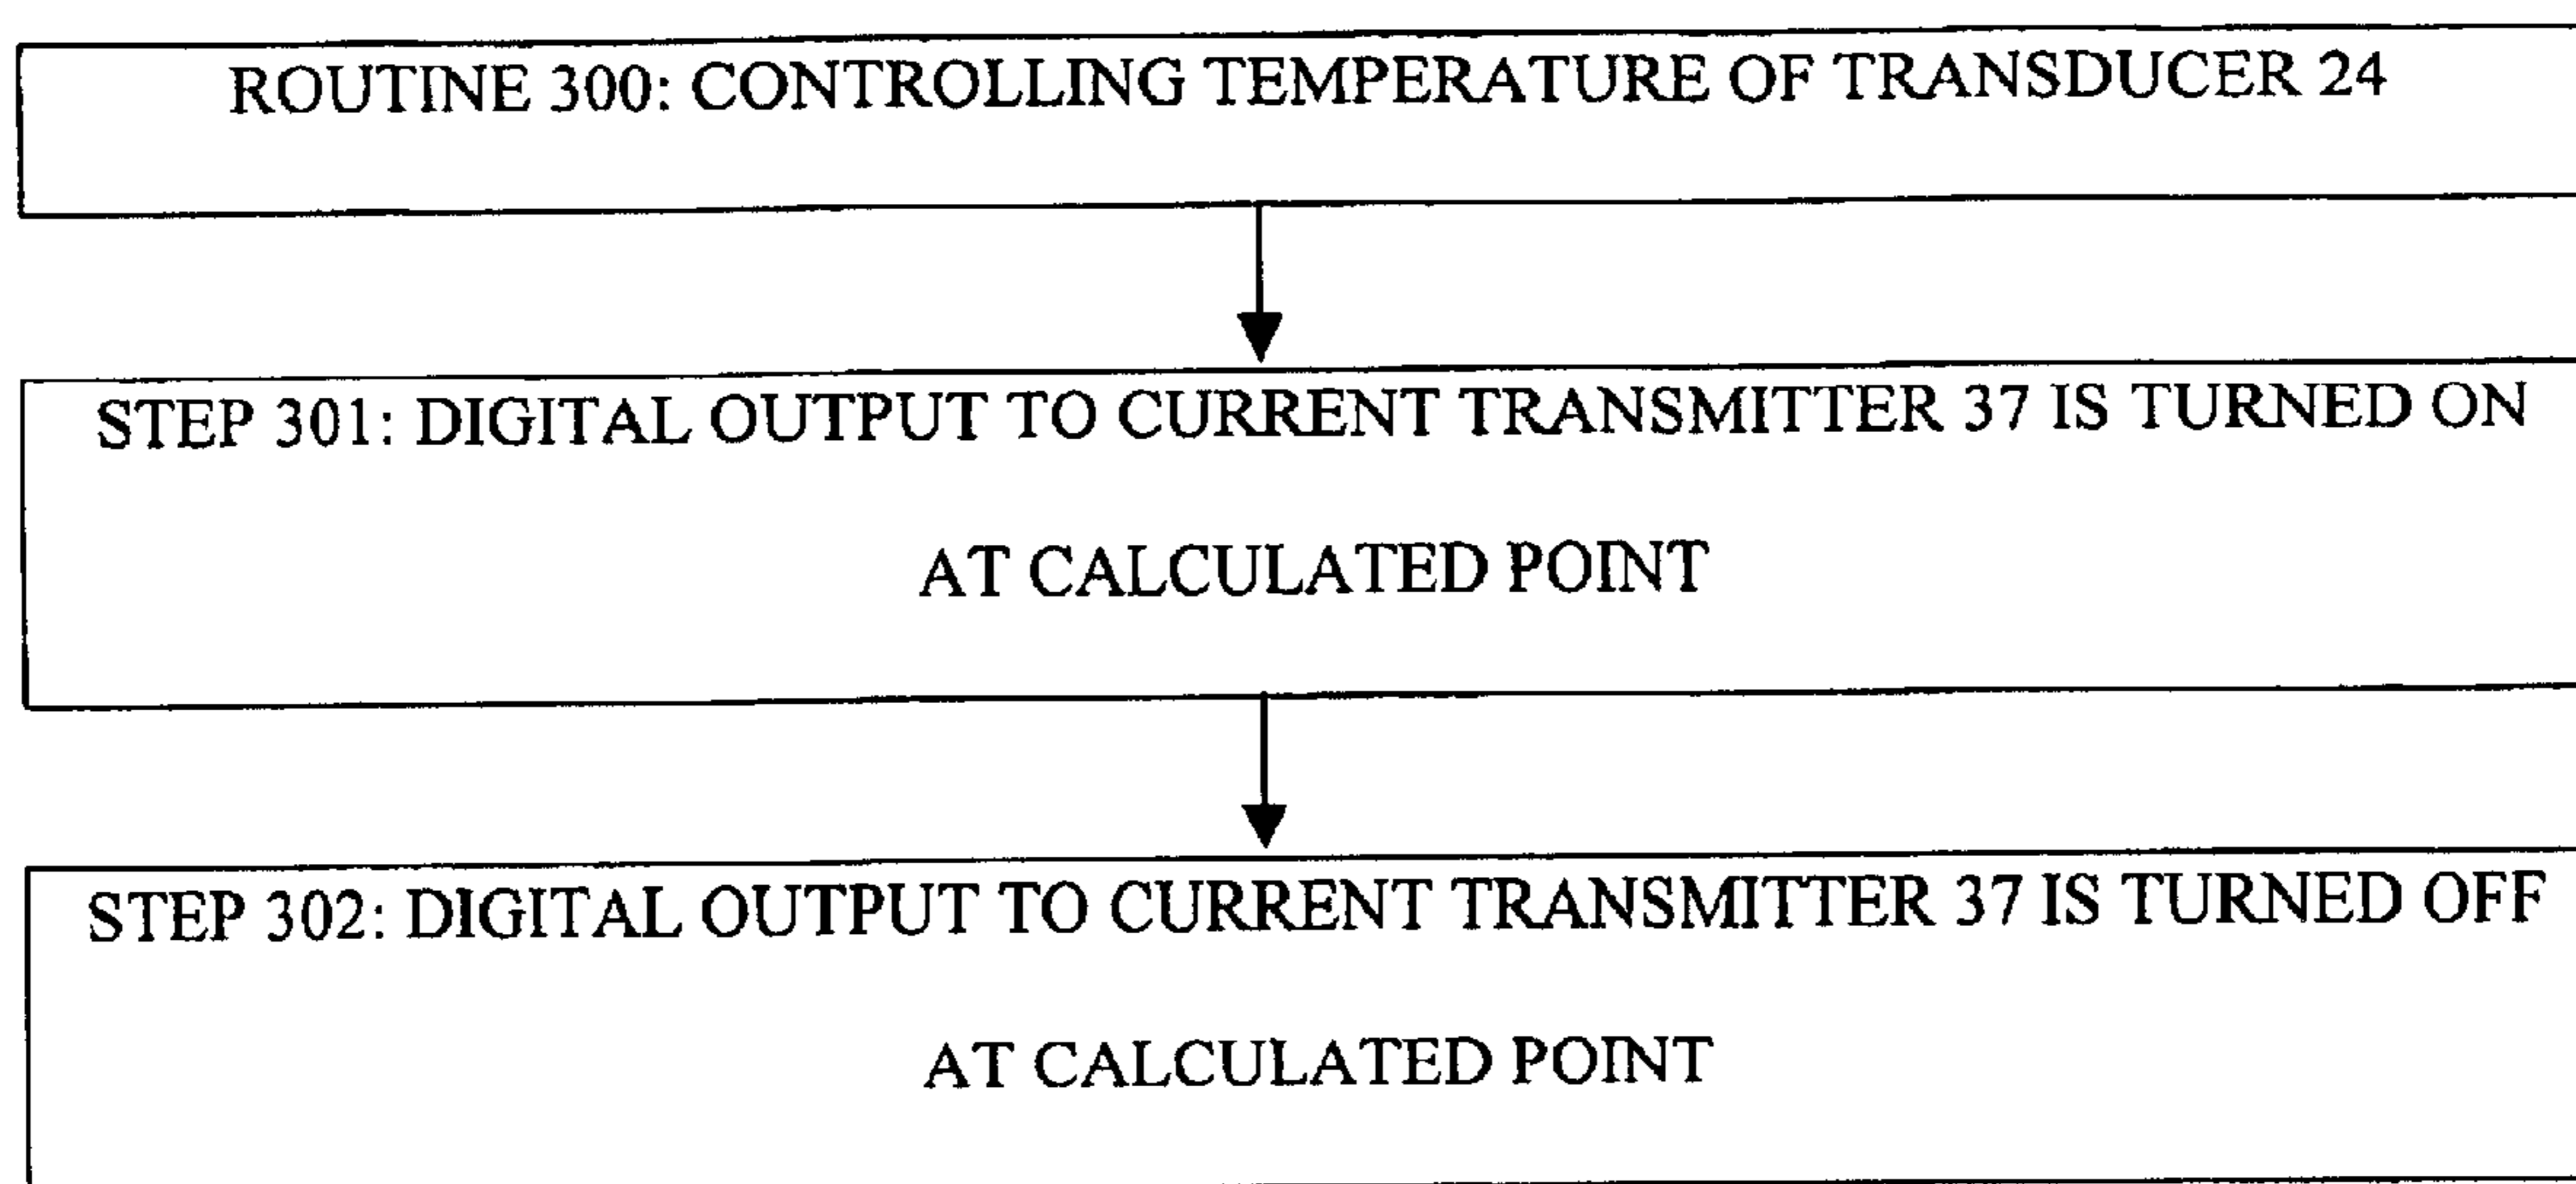 ROUTINE 300: CONTROLLING TEMPERATURE OF TRANSDUCER 24
STEP 301: DIGITAL OUTPUT TO CURRENT TRANSMITTER 37 IS TURNED ON
AT CALCULATED POINT
STEP 302: DIGITAL OUTPUT TO CURRENT TRANSMITTER 37 IS TURNED OFF
AT CALCULATED POINT